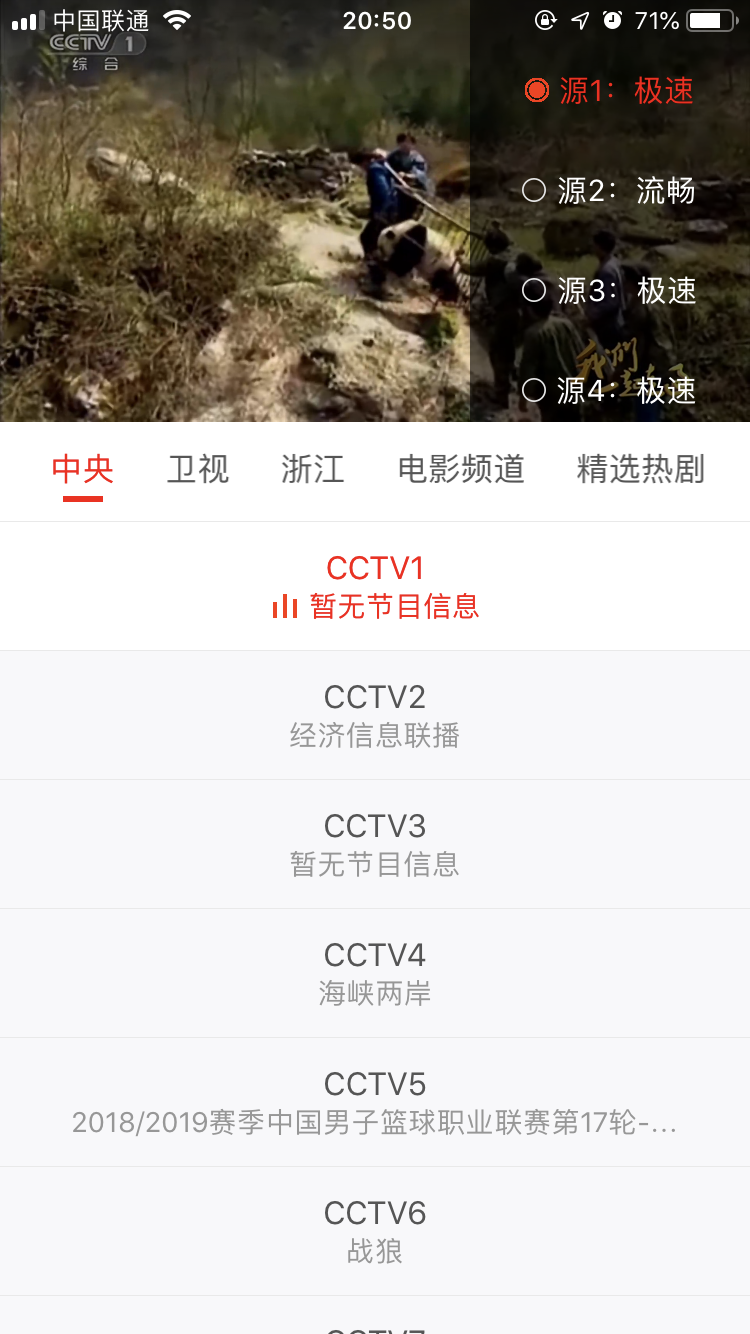 中国联通
20:50
71%
CCTV 1
综合
源1：极速
源2：流畅
源3：极速
我们
源4：极速
中央
卫视
浙江
电影频道
精选热剧
CCTV1
暂无节目信息
CCTV2
经济信息联播
CCTV3
暂无节目信息
CCTV4
海峡两岸
CCTV5
2018/2019赛季中国男子篮球职业联赛第17轮-...
CCTV6
战狼
CCTV7